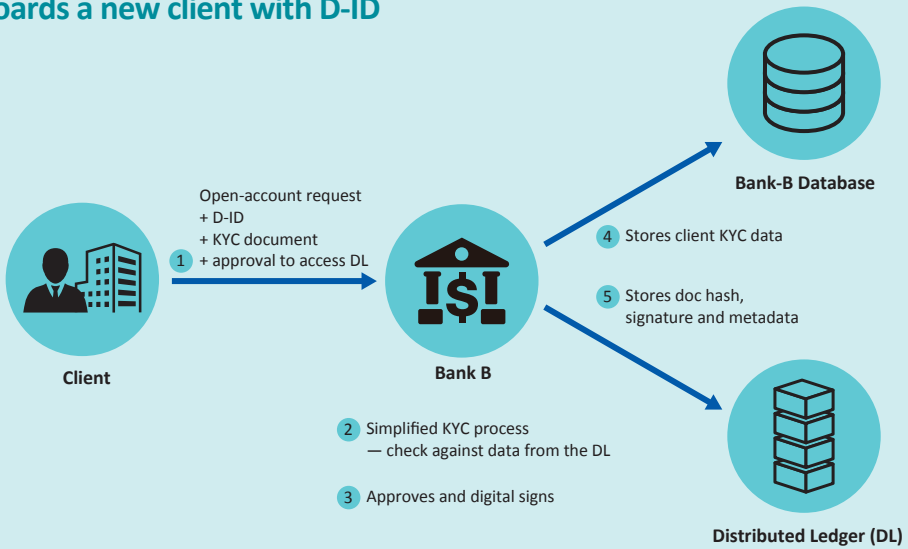 a new client with D-ID
Open-account request
+ D-ID
+ KYC document
1 + approval to access DL
Client
Bank B
2 Simplified KYC process
— check against data from the DL
3 Approves and digital signs
Bank-B Database
4 Stores client KYC data
5 Stores doc hash,
signature and metadata
Distributed Ledger (DL)